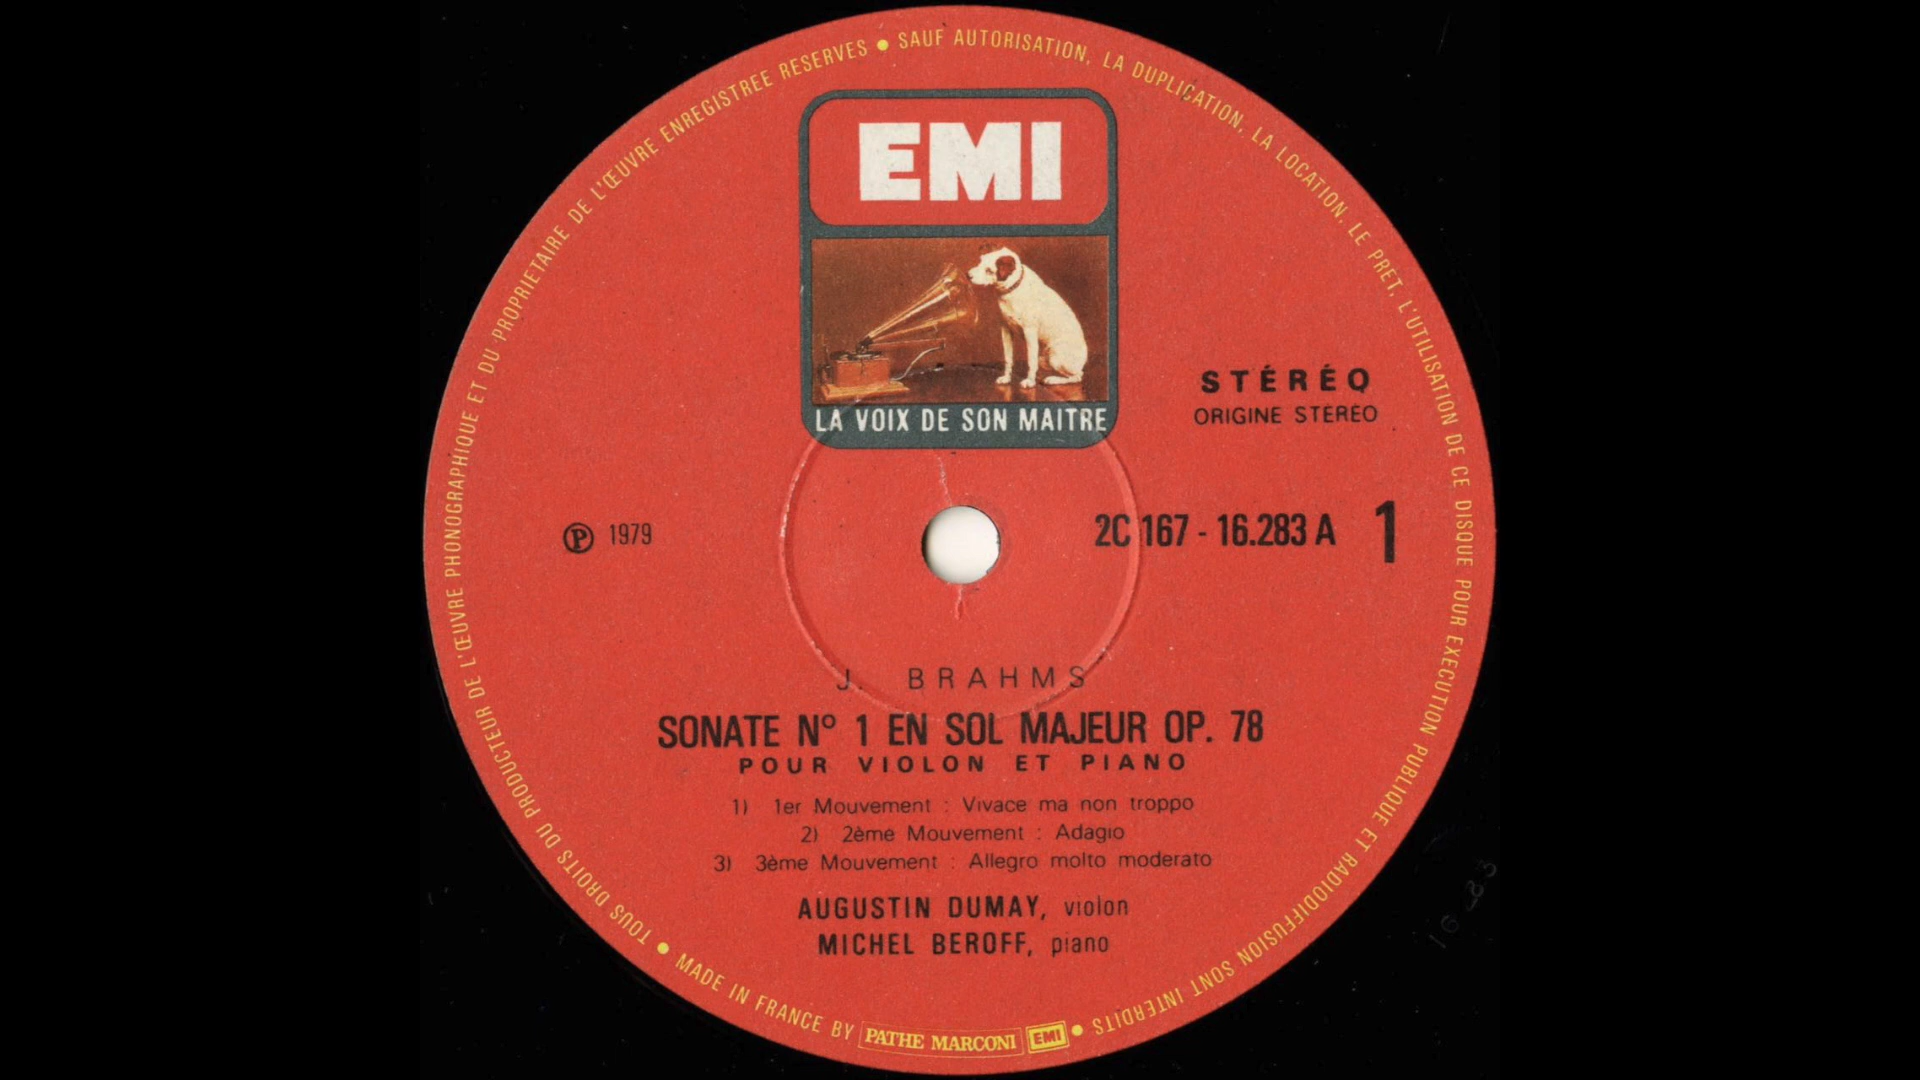 TOUS DROITS DU PRODUCTEUR DE L'ŒUVRE PHONOGRAPHIQUE ET DU PROPRIETAIRE DE L'ŒUVRE ENREGISTREE RESERVES • SAUF AUTORISATION, LA DUPLICATION, LA LOCATION, LE PRET, L'UTILISATION DE CE DISQUE POUR EXECUTION PUBLIQUE ET RADIODIFFUSION SONT INTERDITS •
EMI
LA VOIX DE SON MAITRE
STÉRÉO
ORIGINE STÉRÉO
℗ 1979
2C 167 - 16.283 A 1
J. BRAHMS
SONATE N° 1 EN SOL MAJEUR OP. 78
POUR VIOLON ET PIANO
1) 1er Mouvement : Vivace ma non troppo
2) 2ème Mouvement : Adagio
3) 3ème Mouvement : Allegro molto moderato
AUGUSTIN DUMAY, violon
MICHEL BEROFF, piano
• MADE IN FRANCE BY PATHE MARCONI EMI